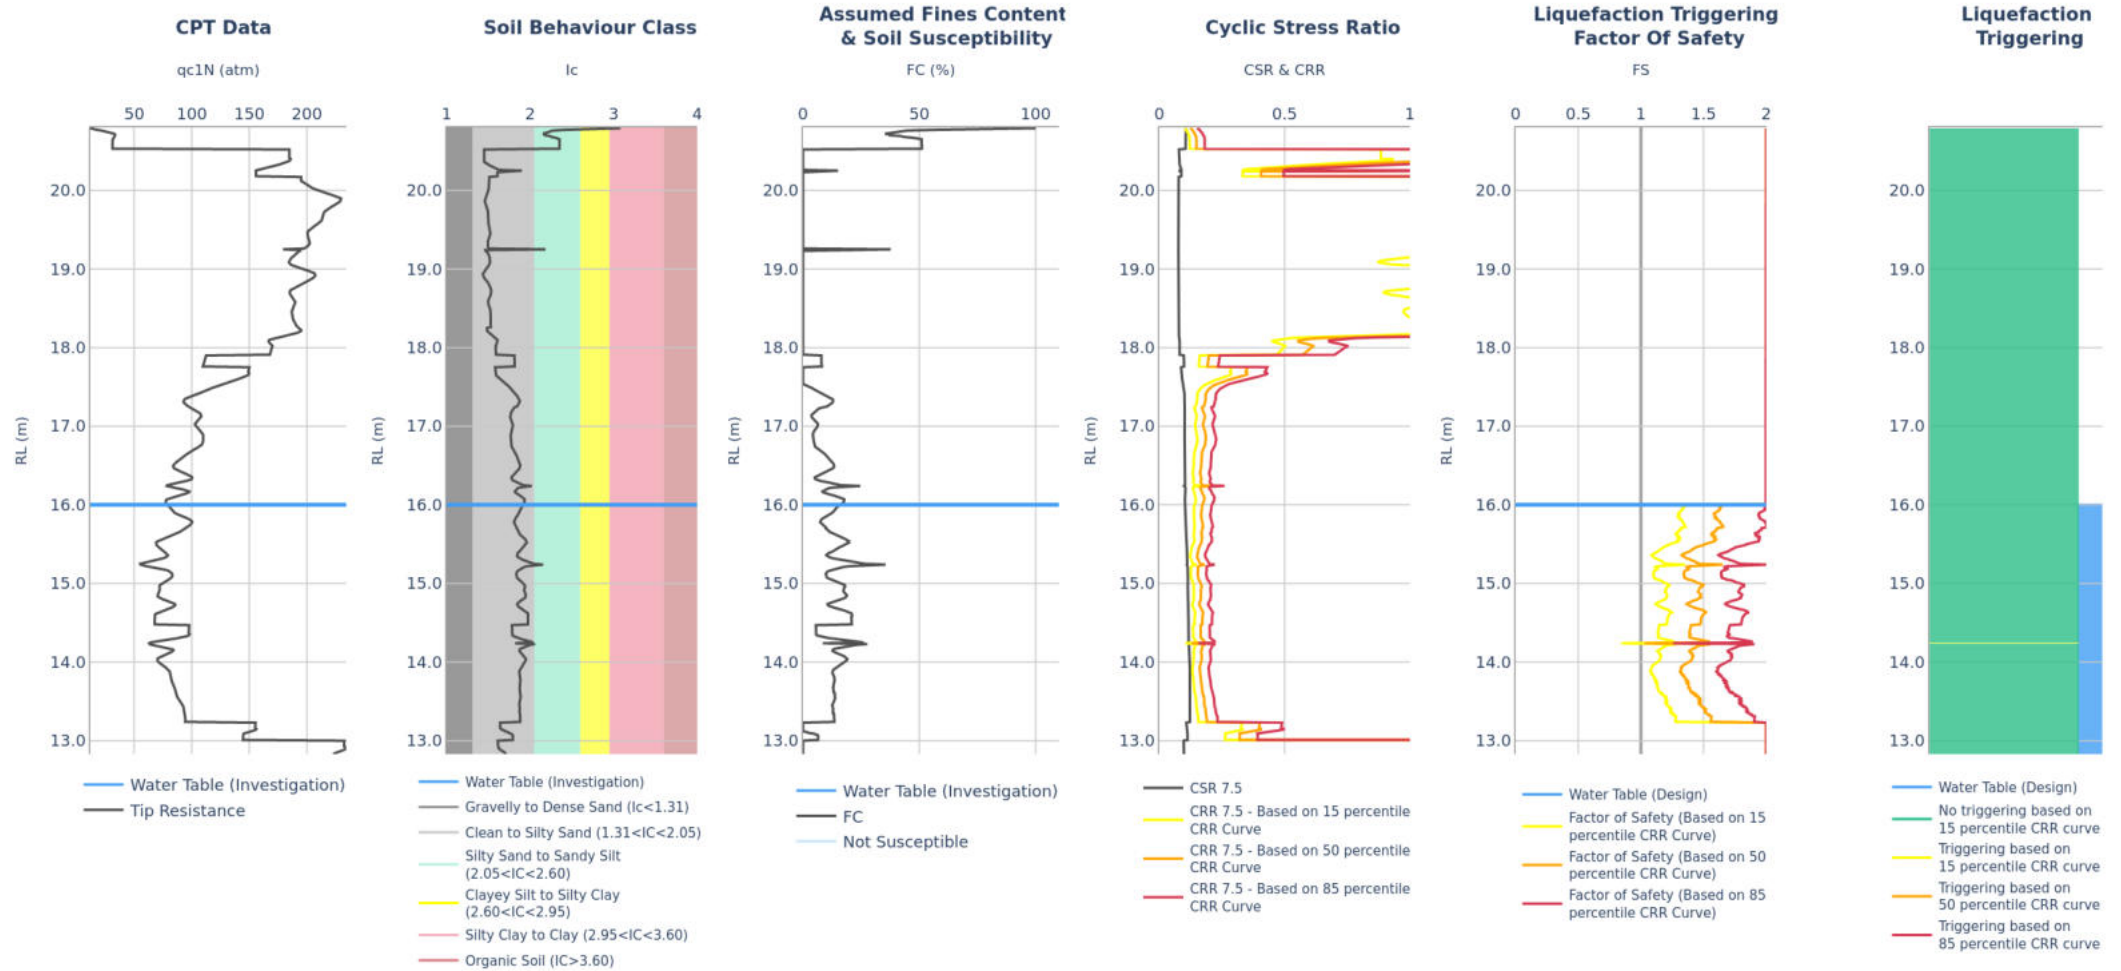 CPT Data
qc1N (atm)
50 100 150 200
20.0
19.0
18.0
17.0
16.0
15.0
14.0
13.0
RL (m)
Water Table (Investigation)
Tip Resistance
Soil Behaviour Class
Ic
1 2 3 4
20.0
19.0
18.0
17.0
16.0
15.0
14.0
13.0
RL (m)
Water Table (Investigation)
Gravelly to Dense Sand (Ic<1.31)
Clean to Silty Sand (1.31<IC<2.05)
Silty Sand to Sandy Silt
(2.05<IC<2.60)
Clayey Silt to Silty Clay
(2.60<IC<2.95)
Silty Clay to Clay (2.95<IC<3.60)
Organic Soil (IC>3.60)
Assumed Fines Content
& Soil Susceptibility
FC (%)
0 50 100
20.0
19.0
18.0
17.0
16.0
15.0
14.0
13.0
RL (m)
Water Table (Investigation)
FC
Not Susceptible
Cyclic Stress Ratio
CSR & CRR
0 0.5 1
20.0
19.0
18.0
17.0
16.0
15.0
14.0
13.0
RL (m)
CSR 7.5
CRR 7.5 - Based on 15 percentile
CRR Curve
CRR 7.5 - Based on 50 percentile
CRR Curve
CRR 7.5 - Based on 85 percentile
CRR Curve
Liquefaction Triggering
Factor Of Safety
FS
0 0.5 1 1.5 2
20.0
19.0
18.0
17.0
16.0
15.0
14.0
13.0
RL (m)
Water Table (Design)
Factor of Safety (Based on 15
percentile CRR Curve)
Factor of Safety (Based on 50
percentile CRR Curve)
Factor of Safety (Based on 85
percentile CRR Curve)
Liquefaction
Triggering
20.0
19.0
18.0
17.0
16.0
15.0
14.0
13.0
Water Table (Design)
No triggering based on
15 percentile CRR curve
Triggering based on
15 percentile CRR curve
Triggering based on
50 percentile CRR curve
Triggering based on
85 percentile CRR curve